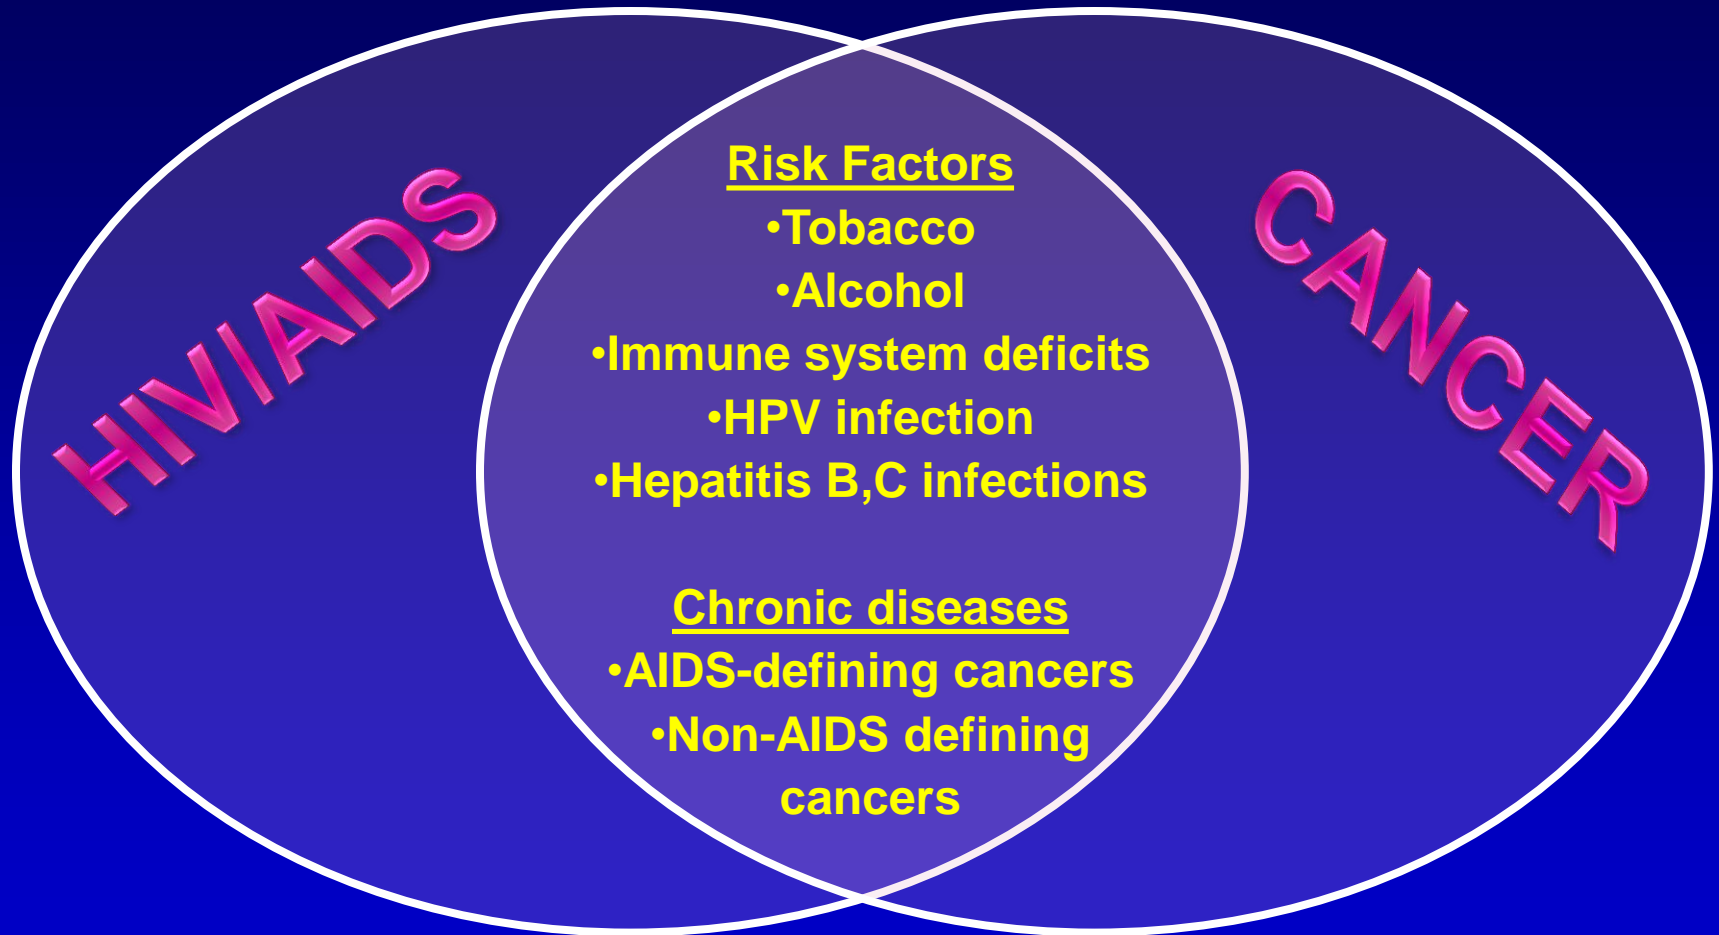 HIV/AIDS
CANCER
Risk Factors
•Tobacco
•Alcohol
•Immune system deficits
•HPV infection
•Hepatitis B,C infections
Chronic diseases
•AIDS-defining cancers
•Non-AIDS defining
cancers